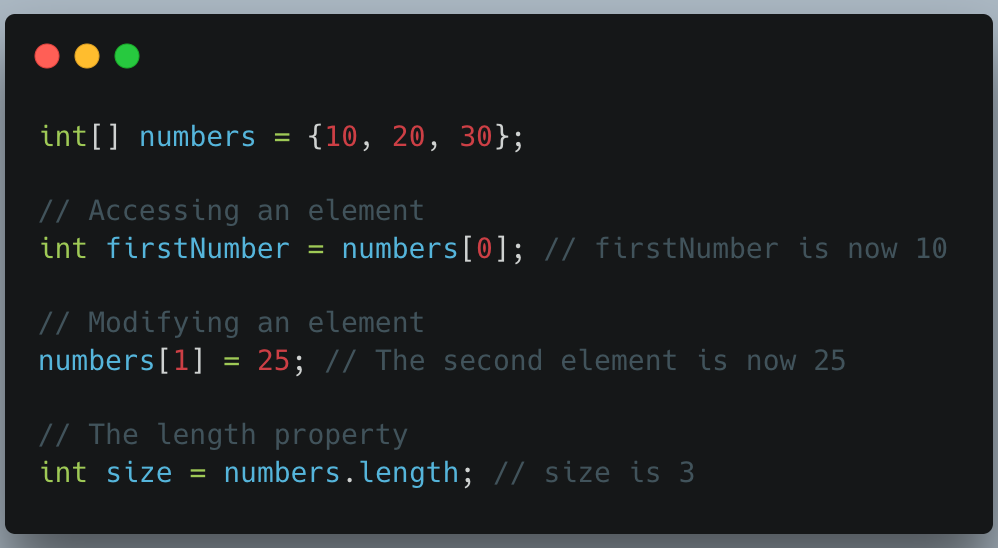 int[] numbers = {10, 20, 30};
// Accessing an element
int firstNumber = numbers[0]; // firstNumber is now 10
// Modifying an element
numbers[1] = 25; // The second element is now 25
// The length property
int size = numbers.length; // size is 3